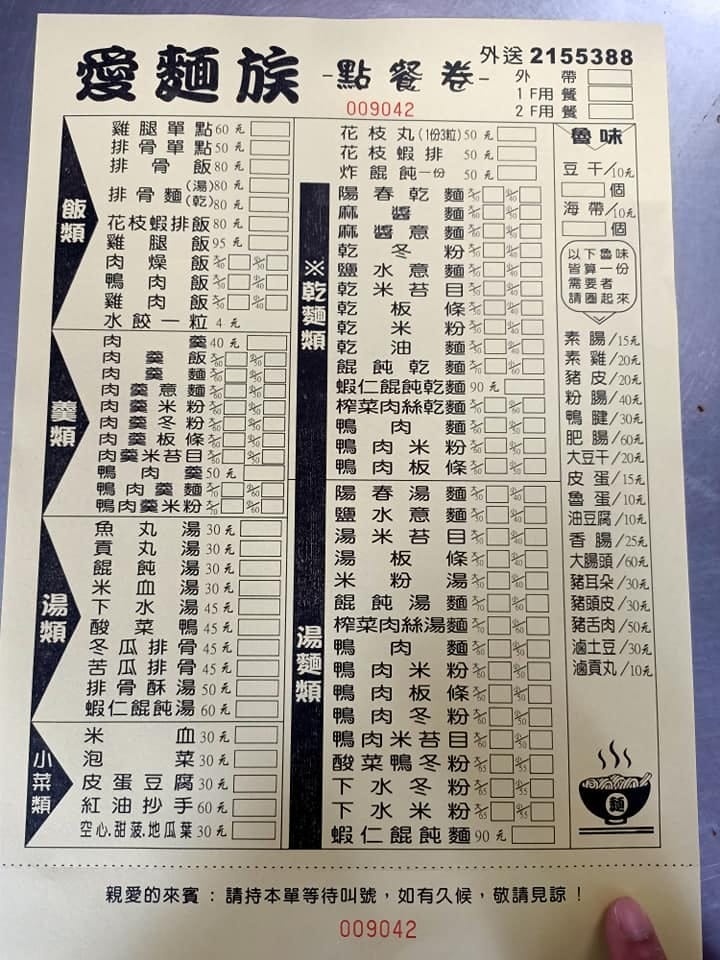 愛麵族 -點餐卷-
外送 2155388
外帶
1F用餐
2F用餐
009042
飯類
雞腿單點60元
排骨單點50元
排骨飯80元
排骨麵(湯)80元
(乾)80元
花枝蝦排飯80元
雞腿飯95元
肉燥飯
鴨肉飯
雞肉飯
水餃一粒 4元
羹類
肉羹40元
肉羹飯
肉羹麵
肉羹意麵
肉羹米粉
肉羹冬粉
肉羹板條
肉羹米苔目
鴨肉羹50元
鴨肉羹麵
鴨肉羹米粉
湯類
魚丸湯30元
貢丸湯30元
餛飩湯30元
米血湯30元
下水湯45元
酸菜鴨45元
冬瓜排骨45元
苦瓜排骨45元
排骨酥湯50元
蝦仁餛飩湯60元
小菜類
米血30元
泡菜30元
皮蛋豆腐30元
紅油抄手60元
空心.甜菠.地瓜葉30元
花枝丸(1份3粒)50元
花枝蝦排 50元
炸餛飩一份 50元
※乾麵類
陽春乾麵
麻醬麵
麻醬意麵
乾冬粉
鹽水意麵
乾米苔目
乾板條
乾米粉
乾油麵
餛飩乾麵
蝦仁餛飩乾麵90元
榨菜肉絲乾麵
鴨肉麵
鴨肉米粉
鴨肉板條
湯麵類
陽春湯麵
鹽水意麵
湯米苔目
湯板條
米粉湯
餛飩湯麵
榨菜肉絲湯麵
鴨肉麵
鴨肉米粉
鴨肉板條
鴨肉冬粉
鴨肉米苔目
酸菜鴨冬粉
下水冬粉
下水米粉
蝦仁餛飩麵90元
魯味
豆干/10元
個
海帶/10元
個
以下魯味
皆算一份
需要者
請圈起來
素腸/15元
素雞/20元
豬皮/20元
粉腸/40元
鴨腱/30元
肥腸/60元
大豆干/20元
皮蛋/15元
魯蛋/10元
油豆腐/10元
香腸/25元
大腸頭/60元
豬耳朵/30元
豬頭皮/30元
豬舌肉/50元
滷土豆/30元
滷貢丸/10元
麵
親愛的來賓：請持本單等待叫號，如有久候，敬請見諒！
009042